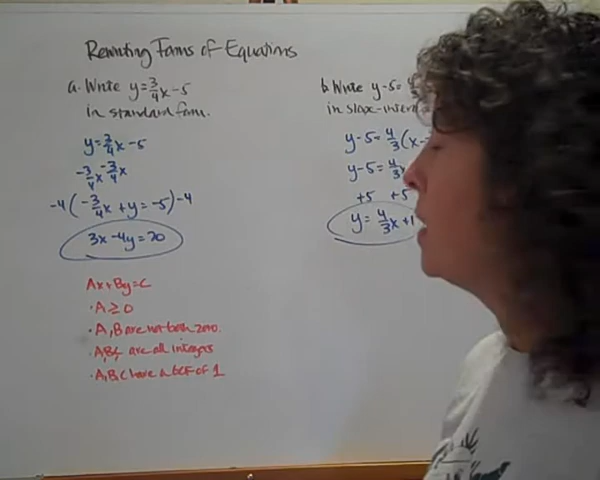 Rewriting Forms of Equations
a. Write y=3/4x-5
in standard form.
y=3/4x-5
-3/4x -3/4x
-4(-3/4x+y=-5)-4
3x-4y=20
Ax+By=C
·A≥0
·A,B are not both zero.
·A,B,C are all integers
·A,B,C have a GCF of 1
b. Write y-5=
in slope-inter
y-5=4/3(x-
y-5=4/3x
+5 +5
y=4/3x+1